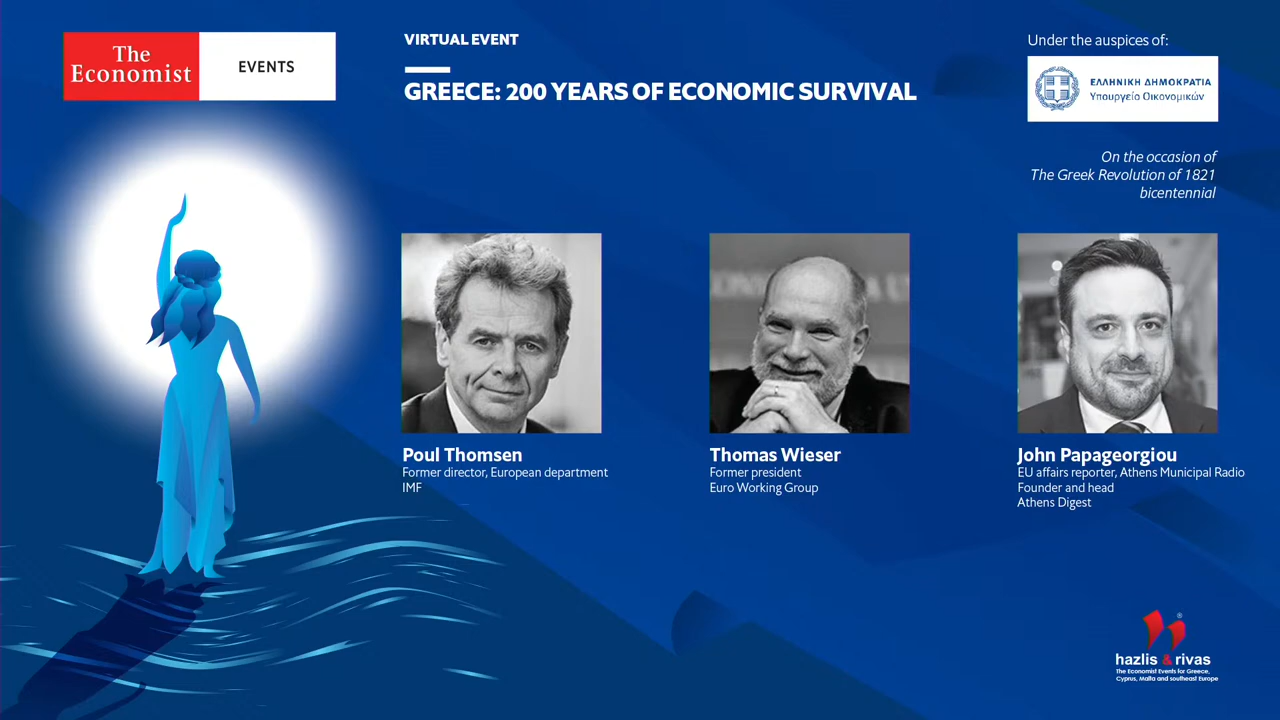 The
Economist
EVENTS
VIRTUAL EVENT
GREECE: 200 YEARS OF ECONOMIC SURVIVAL
Under the auspices of:
ΕΛΛΗΝΙΚΗ ΔΗΜΟΚΡΑΤΙΑ
Υπουργείο Οικονομικών
On the occasion of
The Greek Revolution of 1821
bicentennial
Poul Thomsen
Former director, European department
IMF
Thomas Wieser
Former president
Euro Working Group
John Papageorgiou
EU affairs reporter, Athens Municipal Radio
Founder and head
Athens Digest
®
hazlis & rivas
The Economist Events for Greece,
Cyprus, Malta and southeast Europe